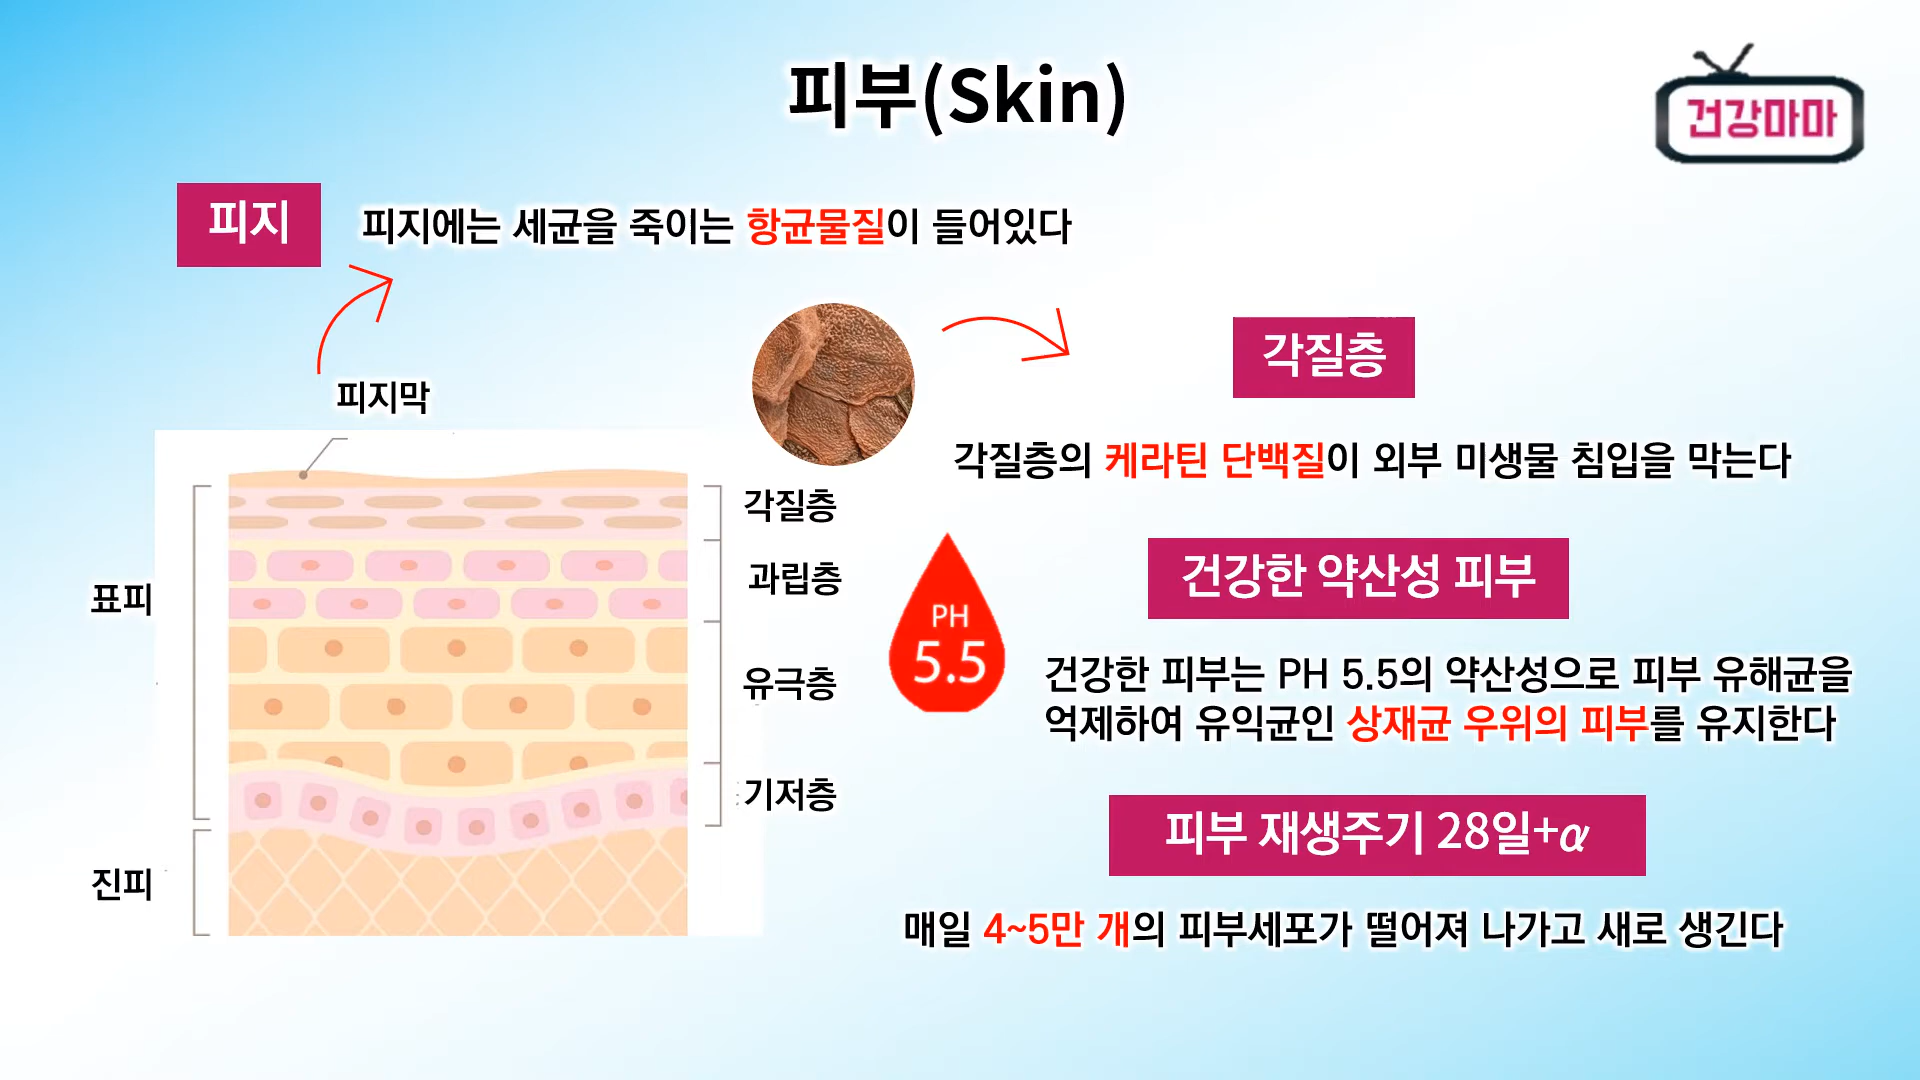 피부(Skin)
건강마마
피지
피지에는 세균을 죽이는 항균물질이 들어있다
피지막
각질층
각질층의 케라틴 단백질이 외부 미생물 침입을 막는다
각질층
과립층
유극층
기저층
표피
진피
PH
5.5
건강한 약산성 피부
건강한 피부는 PH 5.5의 약산성으로 피부 유해균을
억제하여 유익균인 상재균 우위의 피부를 유지한다
피부 재생주기 28일+α
매일 4~5만 개의 피부세포가 떨어져 나가고 새로 생긴다